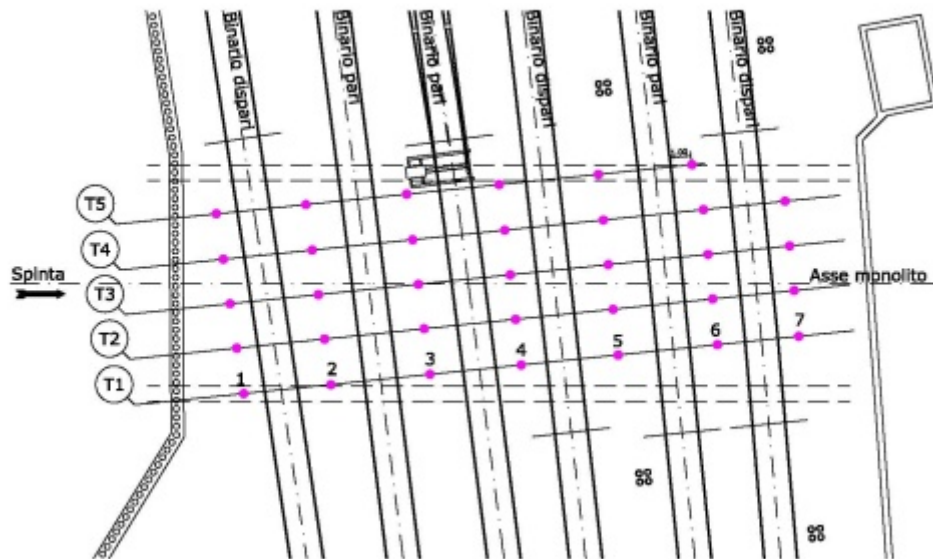 Binario dispari
Binario pari
Binario pari
Binario dispari
Binario pari
Binario dispari
T5
T4
Spinta
T3
Asse monolito
T2
T1
1
2
3
4
5
6
7